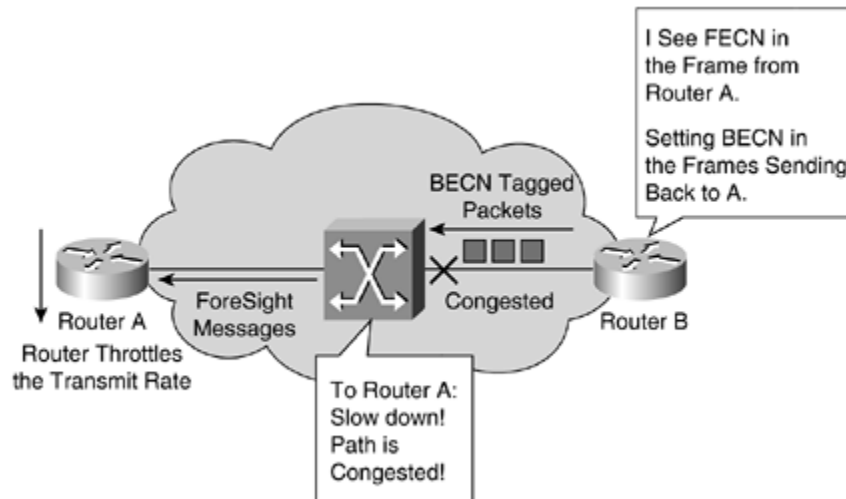 I See FECN in
the Frame from
Router A.
Setting BECN in
the Frames Sending
Back to A.
BECN Tagged
Packets
Congested
ForeSight
Messages
Router A
Router Throttles
the Transmit Rate
Router B
To Router A:
Slow down!
Path is
Congested!